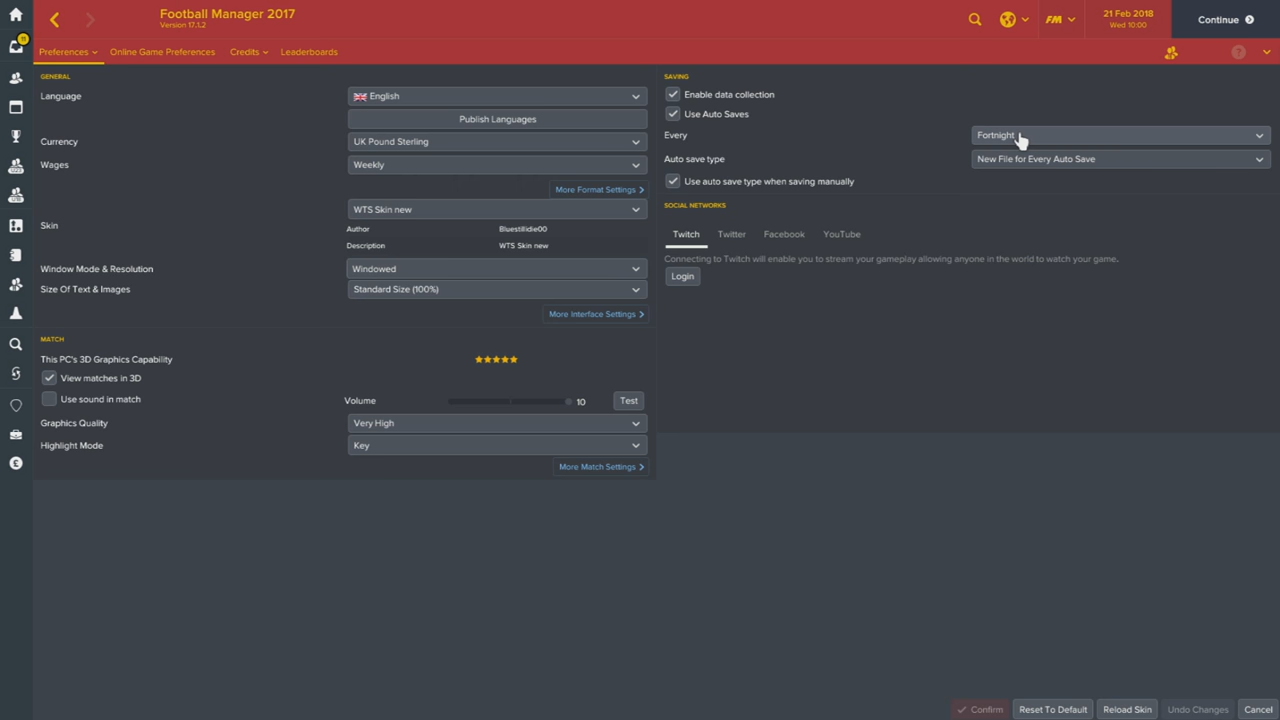 Football Manager 2017
Version 17.1.2
FM
21 Feb 2018
Wed 10:00
Continue
Preferences
Online Game Preferences
Credits
Leaderboards
GENERAL
Language
English
Publish Languages
Currency
UK Pound Sterling
Wages
Weekly
More Format Settings
WTS Skin new
Skin
Author
Bluestillidie00
Description
WTS Skin new
Window Mode & Resolution
Windowed
Size Of Text & Images
Standard Size (100%)
More Interface Settings
MATCH
This PC's 3D Graphics Capability
View matches in 3D
Use sound in match
Volume
10
Test
Graphics Quality
Very High
Highlight Mode
Key
More Match Settings
SAVING
Enable data collection
Use Auto Saves
Every
Fortnight
Auto save type
New File for Every Auto Save
Use auto save type when saving manually
SOCIAL NETWORKS
Twitch
Twitter
Facebook
YouTube
Connecting to Twitch will enable you to stream your gameplay allowing anyone in the world to watch your game.
Login
Confirm
Reset To Default
Reload Skin
Undo Changes
Cancel